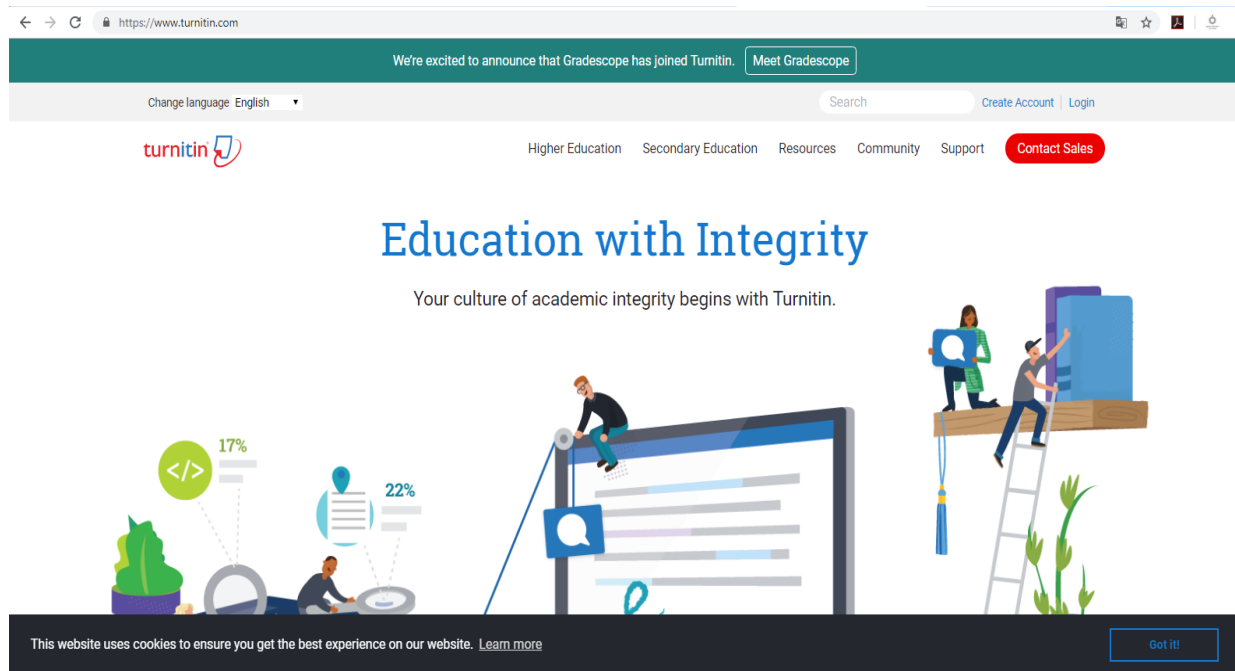 https://www.turnitin.com
We're excited to announce that Gradescope has joined Turnitin. Meet Gradescope
Change language English Search Create Account Login
turnitin Higher Education Secondary Education Resources Community Support Contact Sales
Education with Integrity
Your culture of academic integrity begins with Turnitin.
17%
</>
22%
This website uses cookies to ensure you get the best experience on our website. Learn more Got it!